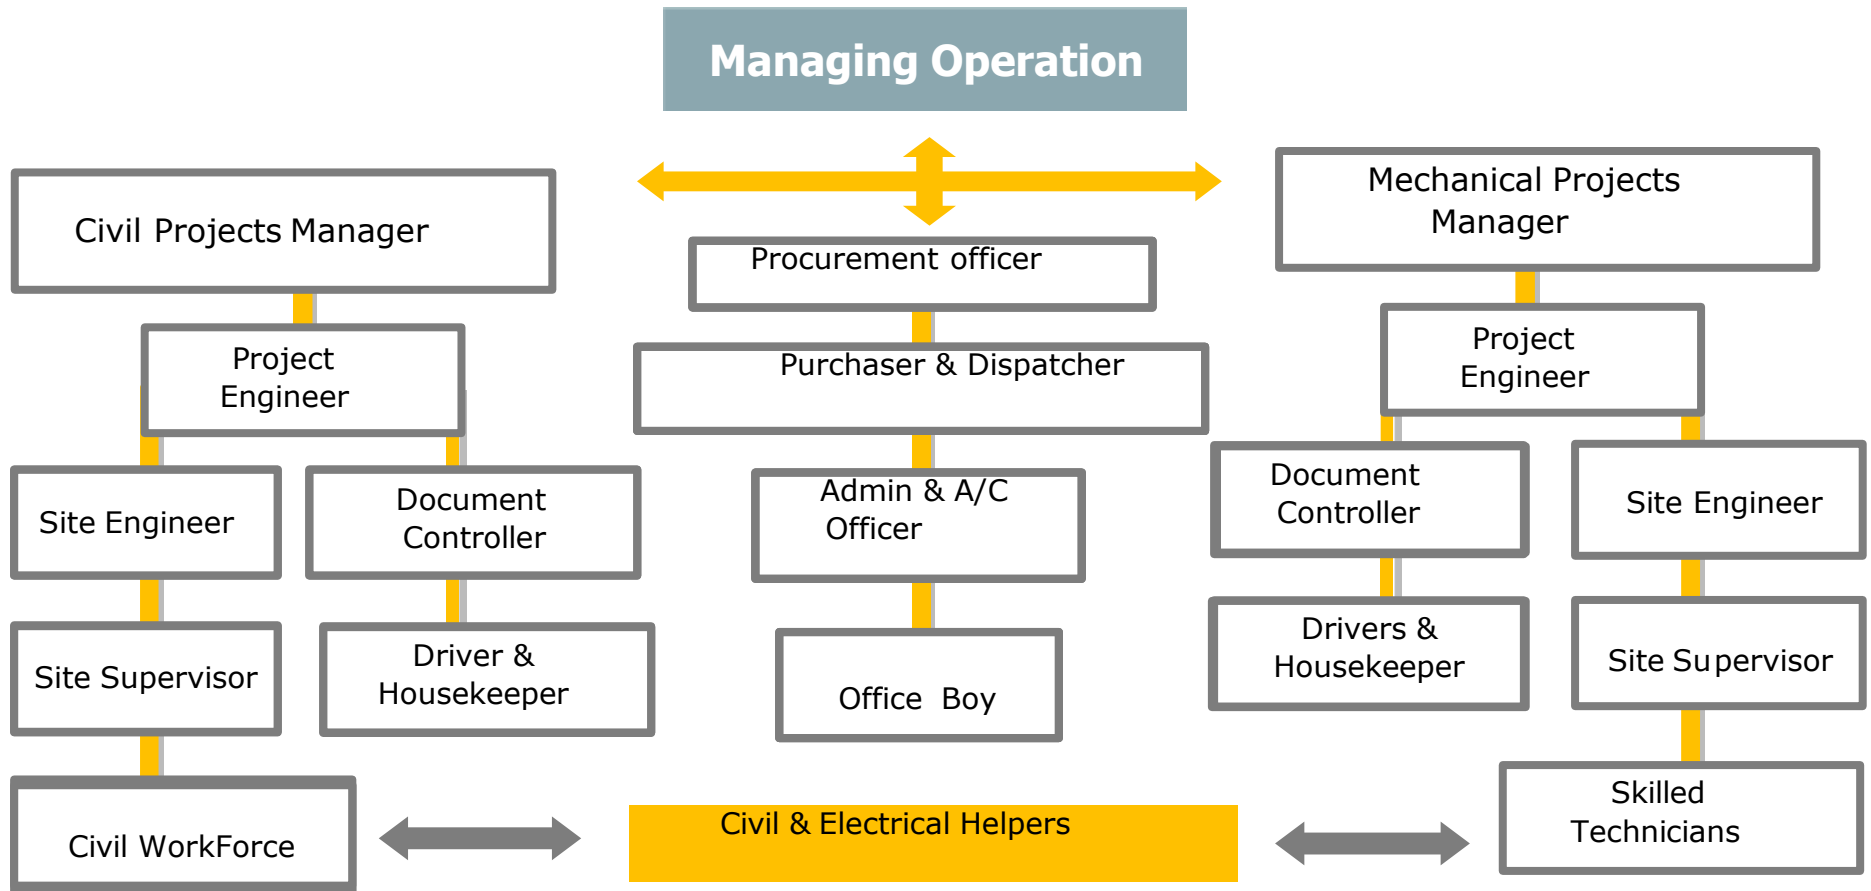 Managing Operation
Civil Projects Manager
Project
Engineer
Site Engineer
Document
Controller
Site Supervisor
Driver &
Housekeeper
Civil WorkForce
Procurement officer
Purchaser & Dispatcher
Admin & A/C
Officer
Office Boy
Civil & Electrical Helpers
Mechanical Projects
Manager
Project
Engineer
Document
Controller
Site Engineer
Drivers &
Housekeeper
Site Supervisor
Skilled
Technicians